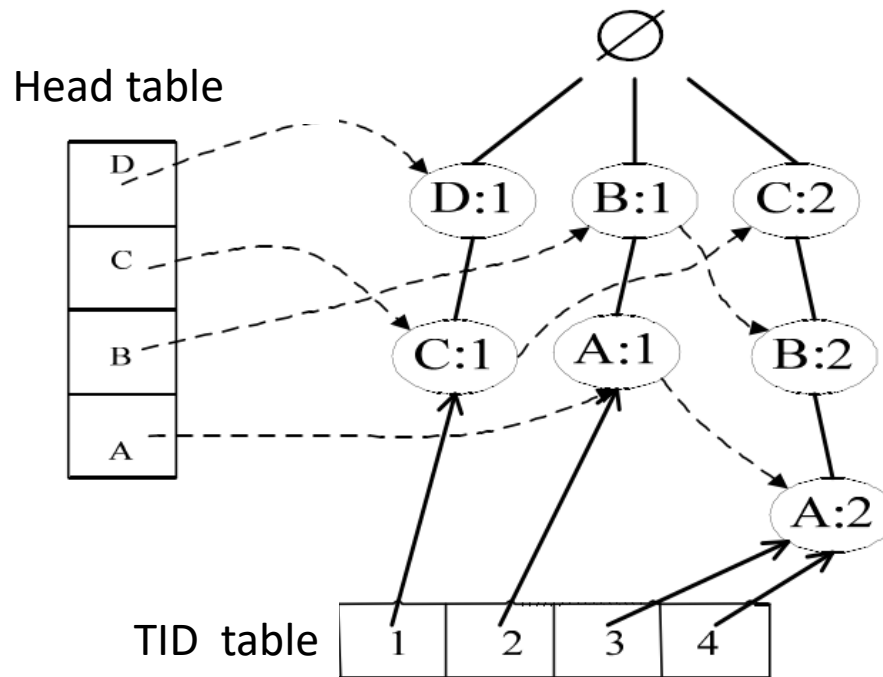 ∅
Head table
D
D:1 B:1 C:2
C
B
C:1 A:1 B:2
A
A:2
TID table 1 2 3 4